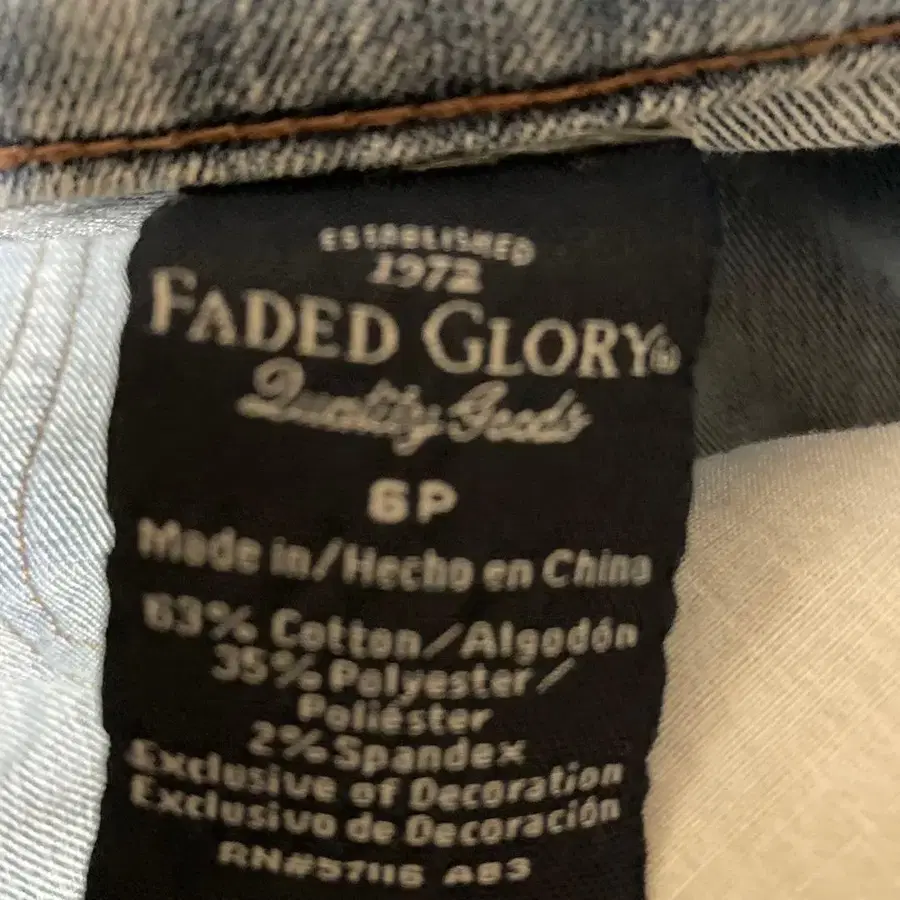 ESTABLISHED
1972
FADED GLORY®
Quality Goods
6P
Made in/Hecho en China
63% Cotton/Algodón
35% Polyester/
Poliéster
2% Spandex
Exclusive of Decoration
Exclusivo de Decoración
RN#57116 A83